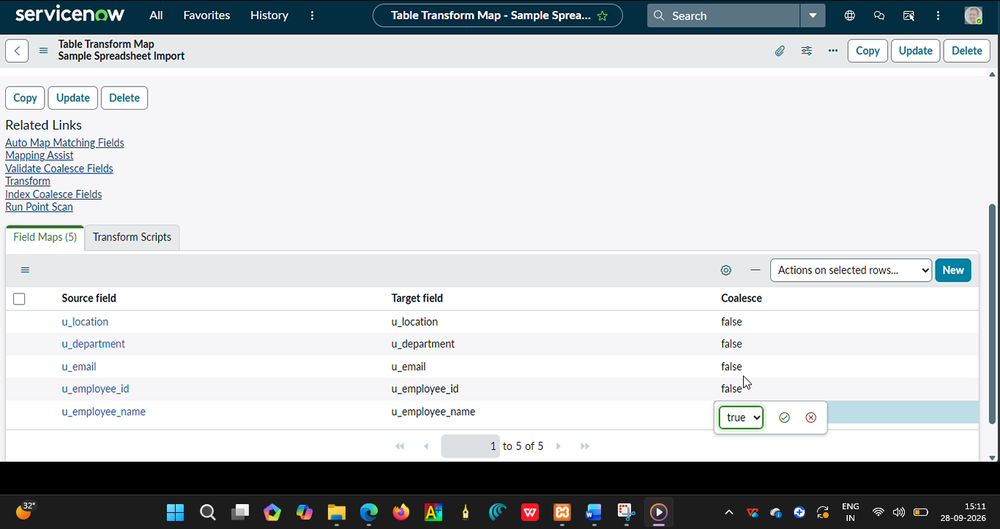 servicenow All Favorites History Table Transform Map - Sample Sprea... Search
Table Transform Map
Sample Spreadsheet Import
Copy Update Delete
Copy Update Delete
Related Links
Auto Map Matching Fields
Mapping Assist
Validate Coalesce Fields
Transform
Index Coalesce Fields
Run Point Scan
Field Maps (5) Transform Scripts
Actions on selected rows... New
Source field Target field Coalesce
u_location u_location false
u_department u_department false
u_email u_email false
u_employee_id u_employee_id false
u_employee_name u_employee_name true
1 to 5 of 5
32° ENG 15:11
IN 28-09-2026